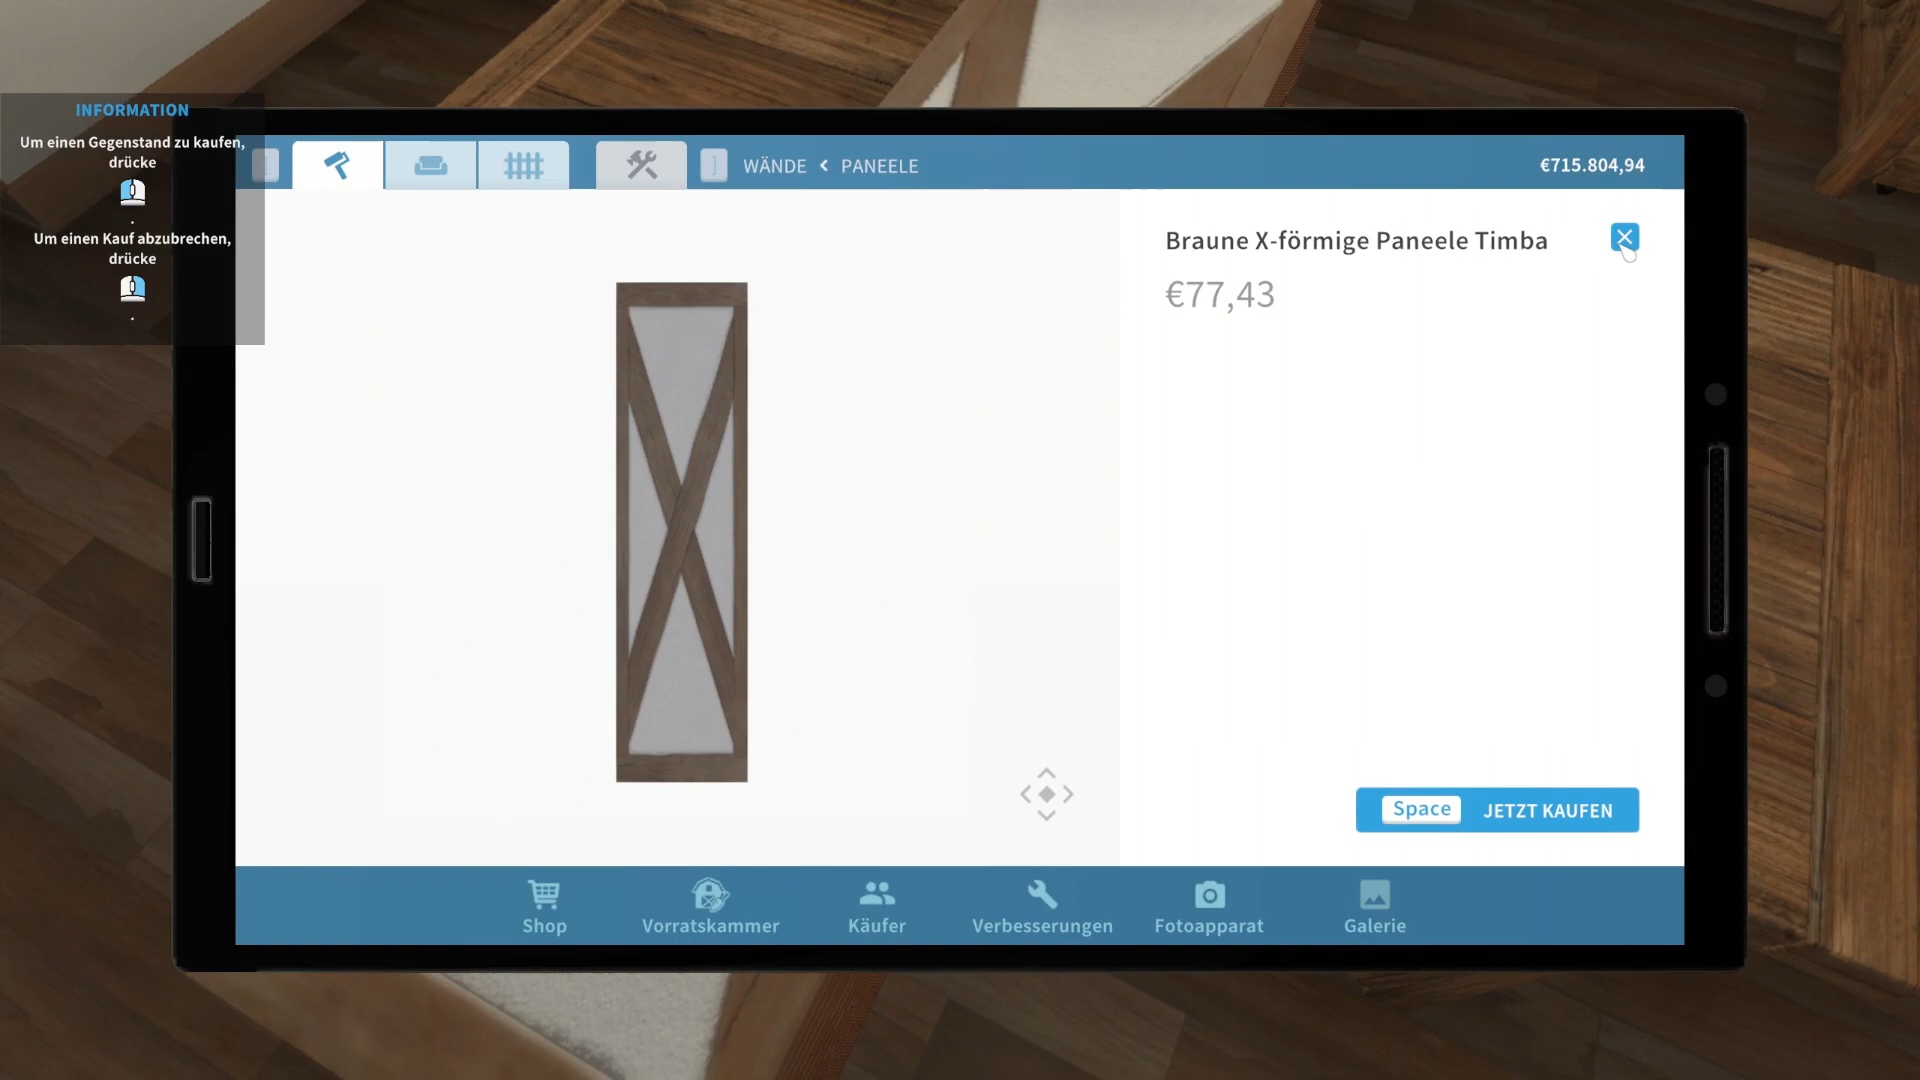 INFORMATION
Um einen Gegenstand zu kaufen,
drücke
.
Um einen Kauf abzubrechen,
drücke
.
[
]
WÄNDE < PANEELE
€715.804,94
Braune X-förmige Paneele Timba
€77,43
Space JETZT KAUFEN
Shop
Vorratskammer
Käufer
Verbesserungen
Fotoapparat
Galerie